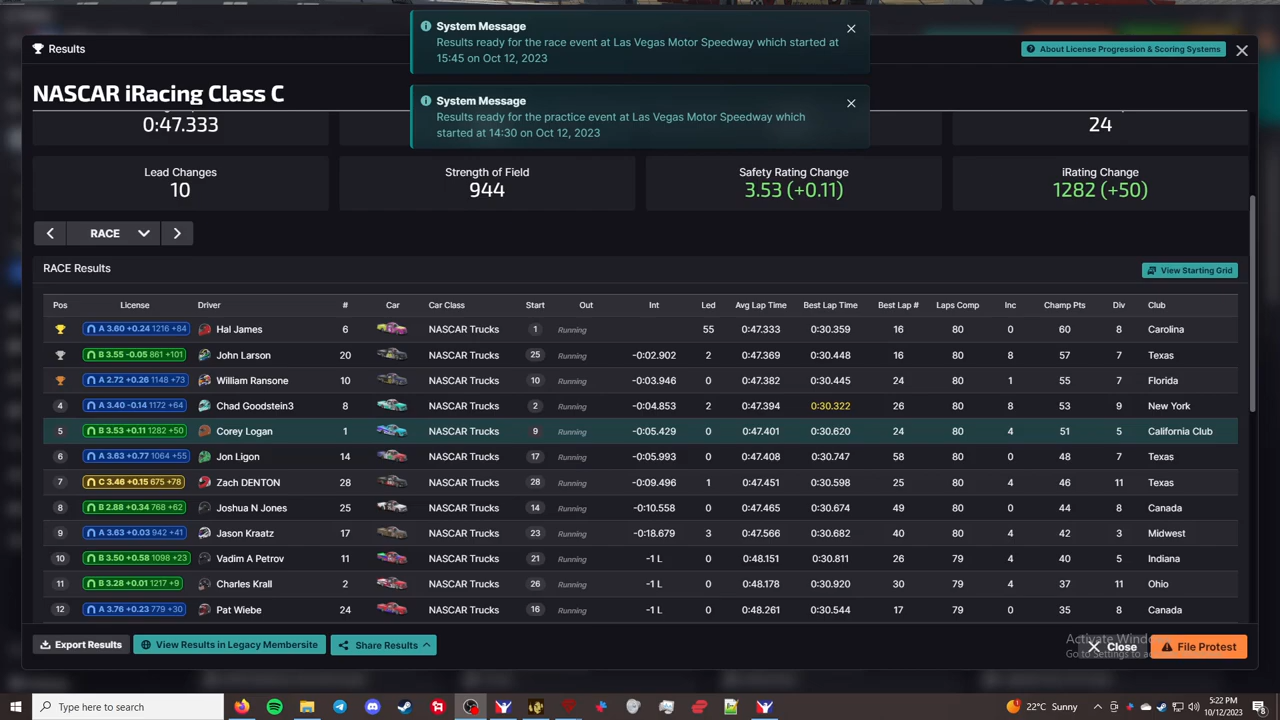 System Message
Results ready for the race event at Las Vegas Motor Speedway which started at
15:45 on Oct 12, 2023
System Message
Results ready for the practice event at Las Vegas Motor Speedway which
started at 14:30 on Oct 12, 2023
Results
About License Progression & Scoring Systems
NASCAR iRacing Class C
0:47.333 24
Lead Changes Strength of Field Safety Rating Change iRating Change
10 944 3.53 (+0.11) 1282 (+50)
RACE
RACE Results View Starting Grid
Pos License Driver # Car Car Class Start Out Int Led Avg Lap Time Best Lap Time Best Lap # Laps Comp Inc Champ Pts Div Club
A 3.60 +0.24 1216 +84 Hal James 6 NASCAR Trucks 1 Running 55 0:47.333 0:30.359 16 80 0 60 8 Carolina
B 3.55 -0.05 861 +101 John Larson 20 NASCAR Trucks 25 Running -0:02.902 2 0:47.369 0:30.448 16 80 8 57 7 Texas
A 2.72 +0.26 1148 +73 William Ransone 10 NASCAR Trucks 10 Running -0:03.946 0 0:47.382 0:30.445 24 80 1 55 7 Florida
4 A 3.40 -0.14 1172 +64 Chad Goodstein3 8 NASCAR Trucks 2 Running -0:04.853 2 0:47.394 0:30.322 26 80 8 53 9 New York
5 B 3.53 +0.11 1282 +50 Corey Logan 1 NASCAR Trucks 9 Running -0:05.429 0 0:47.401 0:30.620 24 80 4 51 5 California Club
6 A 3.63 +0.77 1064 +55 Jon Ligon 14 NASCAR Trucks 17 Running -0:05.993 0 0:47.408 0:30.747 58 80 4 48 7 Texas
7 C 3.46 +0.15 675 +78 Zach DENTON 28 NASCAR Trucks 28 Running -0:09.496 1 0:47.451 0:30.598 25 80 4 46 11 Texas
8 B 2.88 +0.34 768 +62 Joshua N Jones 25 NASCAR Trucks 14 Running -0:10.558 0 0:47.465 0:30.674 49 80 0 44 8 Canada
9 A 3.63 +0.03 942 +41 Jason Kraatz 17 NASCAR Trucks 23 Running -0:18.679 3 0:47.566 0:30.682 40 80 4 42 3 Midwest
10 B 3.50 +0.58 1098 +23 Vadim A Petrov 11 NASCAR Trucks 21 Running -1 L 0 0:48.151 0:30.811 26 79 4 40 5 Indiana
11 B 3.28 +0.01 1217 +9 Charles Krall 2 NASCAR Trucks 26 Running -1 L 0 0:48.178 0:30.920 30 79 4 37 11 Ohio
12 A 3.76 +0.23 779 +30 Pat Wiebe 24 NASCAR Trucks 16 Running -1 L 0 0:48.261 0:30.544 17 79 0 35 8 Canada
Export Results View Results in Legacy Membersite Share Results Close File Protest
Type here to search 22°C Sunny 5:22 PM
10/12/2023 8